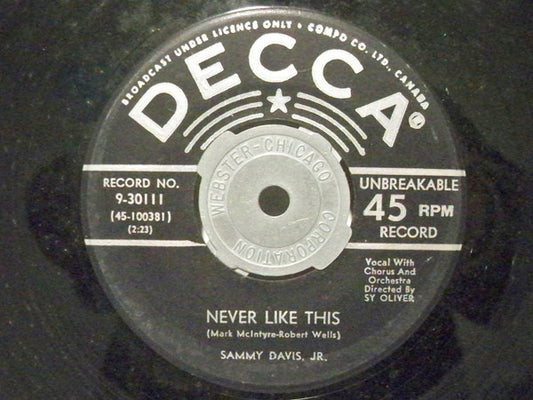 BROADCAST UNDER LICENCE ONLY • COMPO CO. LTD., CANADA
DECCA®
WEBSTER-CHICAGO CORPORATION
RECORD NO.
9-30111
(45-100381)
(2:23)
UNBREAKABLE
45 RPM
RECORD
Vocal With
Chorus And
Orchestra
Directed By
SY OLIVER
NEVER LIKE THIS
(Mark McIntyre-Robert Wells)
SAMMY DAVIS, JR.